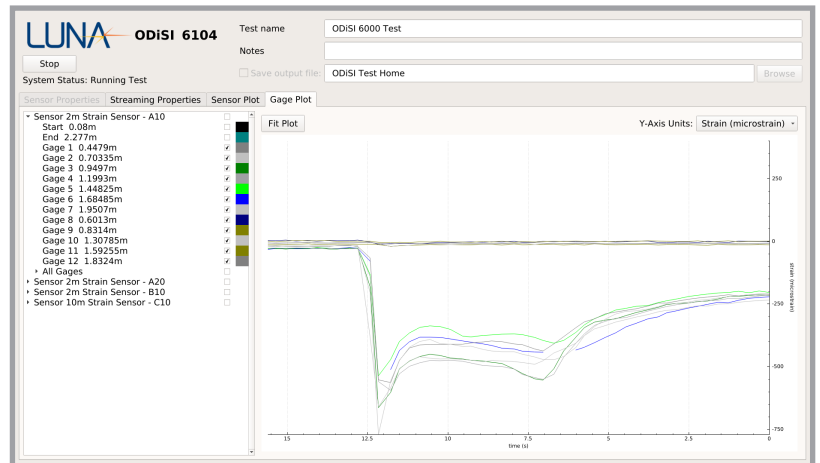 LUNA ODiSI 6104
Test name ODiSI 6000 Test
Notes
Stop
Save output file: ODiSI Test Home Browse
System Status: Running Test
Sensor Properties Streaming Properties Sensor Plot Gage Plot
Sensor 2m Strain Sensor - A10
Start 0.08m
End 2.277m
Gage 1 0.4479m
Gage 2 0.70335m
Gage 3 0.9497m
Gage 4 1.1993m
Gage 5 1.44825m
Gage 6 1.68485m
Gage 7 1.9507m
Gage 8 0.6013m
Gage 9 0.8314m
Gage 10 1.30785m
Gage 11 1.59255m
Gage 12 1.8324m
All Gages
Sensor 2m Strain Sensor - A20
Sensor 2m Strain Sensor - B10
Sensor 10m Strain Sensor - C10
Fit Plot Y-Axis Units: Strain (microstrain)
250
0
-250
-500
-750
strain (microstrain)
15 12.5 10 7.5 5 2.5 0
time (s)